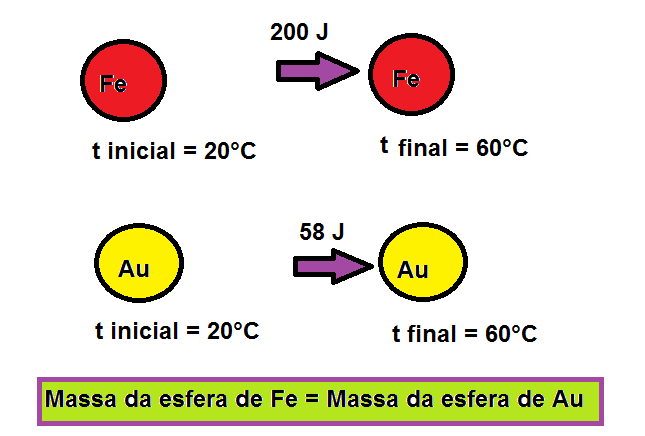 200 J
Fe
Fe
t inicial = 20°C
t final = 60°C
58 J
Au
Au
t inicial = 20°C
t final = 60°C
Massa da esfera de Fe = Massa da esfera de Au